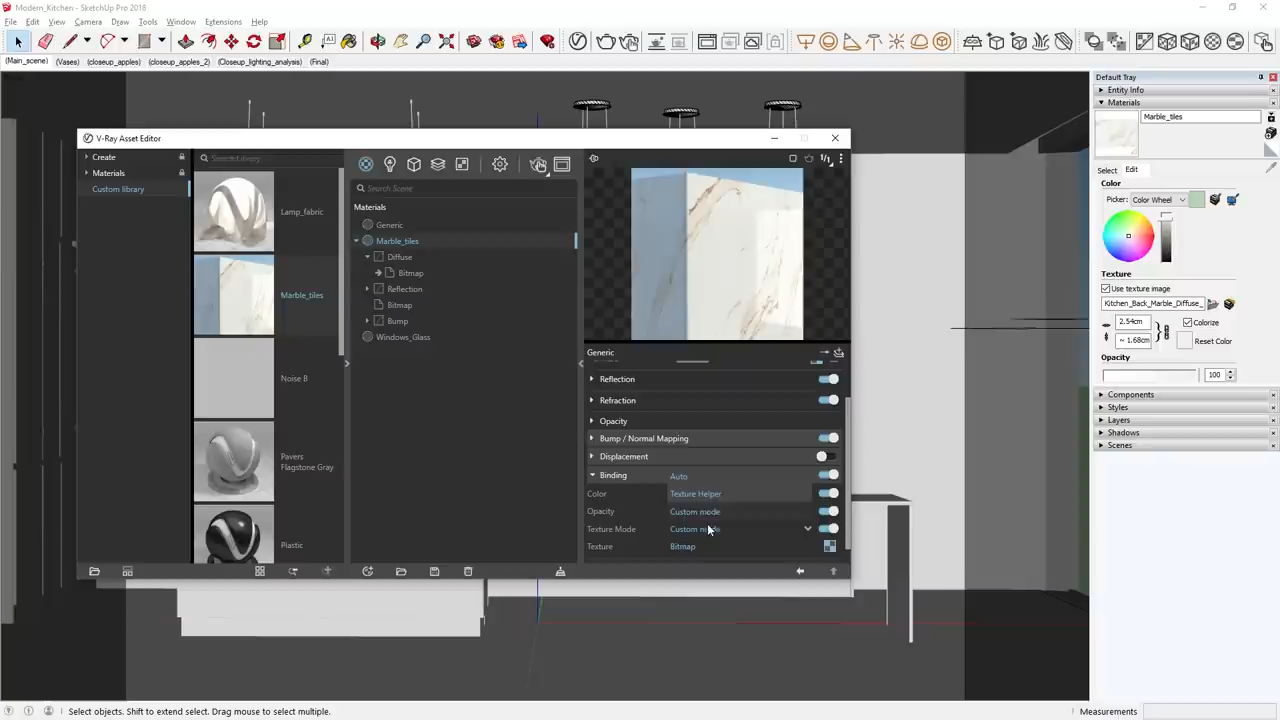 Modern_Kitchen - SketchUp Pro 2018
File Edit View Camera Draw Tools Window Extensions Help
(Main_scene) (Vases) (closeup_apples) (closeup_apples_2) (Closeup_lighting_analysis) (Final)
V-Ray Asset Editor
Create
Materials
Custom library
Search Library
Lamp_fabric
Marble_tiles
Noise B
Pavers
Flagstone Gray
Plastic
Search Scene
Materials
Generic
Marble_tiles
Diffuse
Bitmap
Reflection
Bitmap
Bump
Windows_Glass
Generic
Reflection
Refraction
Opacity
Bump / Normal Mapping
Displacement
Binding
Auto
Color
Texture Helper
Opacity
Custom mode
Texture Mode
Custom mode
Texture
Bitmap
Default Tray
Entity Info
Materials
Marble_tiles
Select Edit
Color
Picker: Color Wheel
Texture
Use texture image
Kitchen_Back_Marble_Diffuse_
2.54cm
Colorize
~ 1.68cm
Reset Color
Opacity
100
Components
Styles
Layers
Shadows
Scenes
Select objects. Shift to extend select. Drag mouse to select multiple.
Measurements